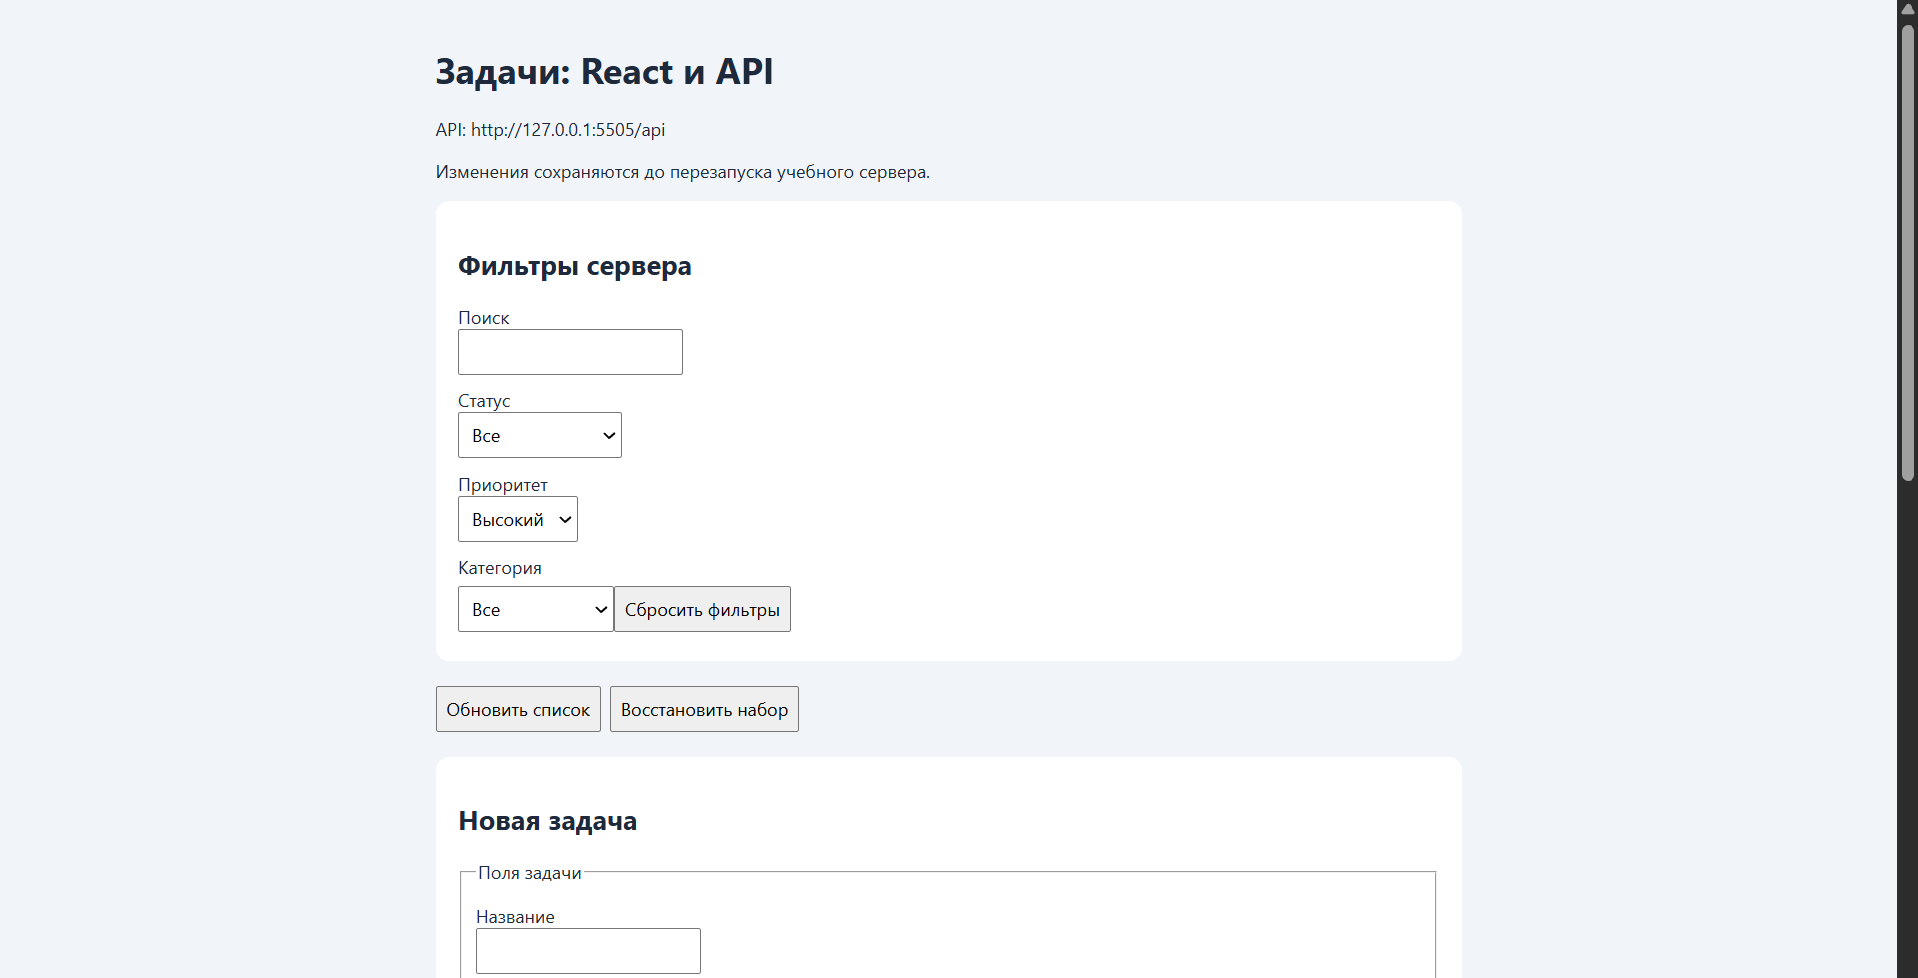 Задачи: React и API
API: http://127.0.0.1:5505/api
Изменения сохраняются до перезапуска учебного сервера.
Фильтры сервера
Поиск
Статус
Все
Приоритет
Высокий
Категория
Все Сбросить фильтры
Обновить список Восстановить набор
Новая задача
Поля задачи
Название